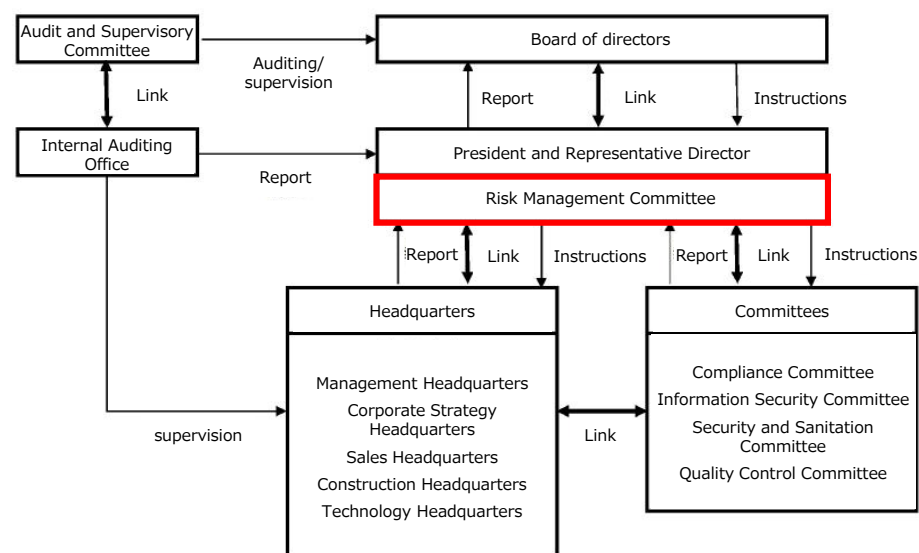 Audit and Supervisory
Committee
Board of directors
Auditing/
supervision
Link
Report
Link
Instructions
Internal Auditing
Office
President and Representative Director
Report
Risk Management Committee
Report
Link
Instructions
Report
Link
Instructions
Headquarters
Committees
Management Headquarters
Corporate Strategy
Headquarters
Sales Headquarters
Construction Headquarters
Technology Headquarters
Compliance Committee
Information Security Committee
Security and Sanitation
Committee
Quality Control Committee
supervision
Link